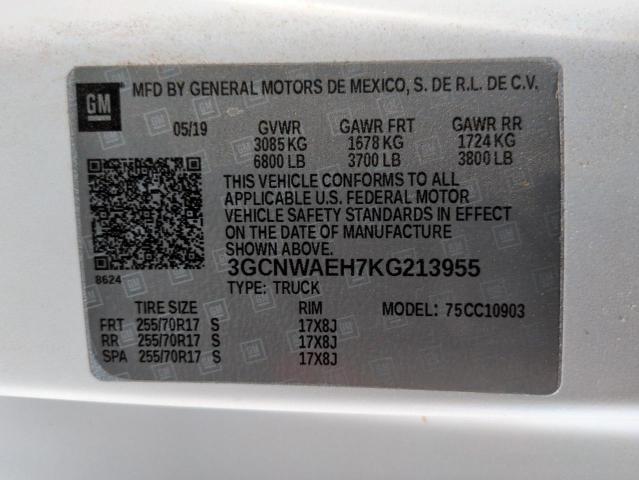 GM MFD BY GENERAL MOTORS DE MEXICO, S. DE R.L. DE C.V.
05/19 GVWR GAWR FRT GAWR RR
3085 KG 1678 KG 1724 KG
6800 LB 3700 LB 3800 LB
THIS VEHICLE CONFORMS TO ALL
APPLICABLE U.S. FEDERAL MOTOR
VEHICLE SAFETY STANDARDS IN EFFECT
ON THE DATE OF MANUFACTURE
SHOWN ABOVE.
3GCNWAEH7KG213955
8624 TYPE: TRUCK
TIRE SIZE RIM MODEL: 75CC10903
FRT 255/70R17 S 17X8J
RR 255/70R17 S 17X8J
SPA 255/70R17 S 17X8J